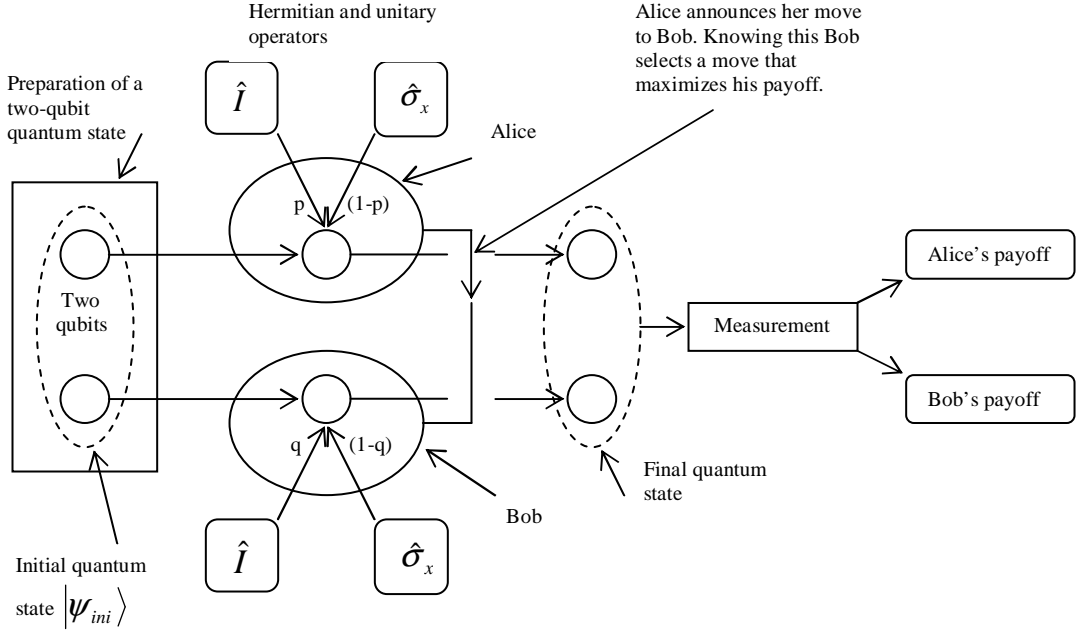 Hermitian and unitary
operators
Alice announces her move
to Bob. Knowing this Bob
selects a move that
maximizes his payoff.
Preparation of a
two-qubit
quantum state
Î
σ̂ₓ
Alice
p
(1-p)
Two
qubits
Alice's payoff
Measurement
Bob's payoff
q
(1-q)
Final quantum
state
Bob
Î
σ̂ₓ
Initial quantum
state |ψ_ini⟩